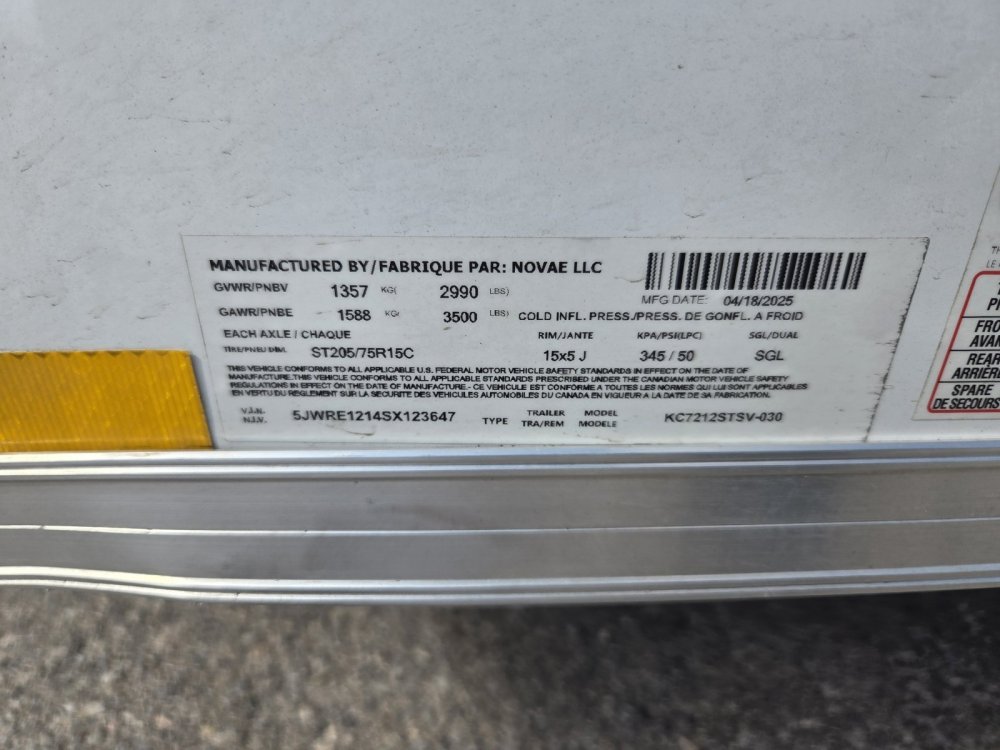 MANUFACTURED BY/FABRIQUE PAR: NOVAE LLC
GVWR/PNBV 1357 KG( 2990 LBS) MFG DATE: 04/18/2025
GAWR/PNBE 1588 KG( 3500 LBS) COLD INFL. PRESS./PRESS. DE GONFL. A FROID
EACH AXLE / CHAQUE RIM/JANTE KPA/PSI(LPC) SGL/DUAL
TIRE/PNEU DIM. ST205/75R15C 15x5 J 345 / 50 SGL
THIS VEHICLE CONFORMS TO ALL APPLICABLE U.S. FEDERAL MOTOR VEHICLE SAFETY STANDARDS IN EFFECT ON THE DATE OF
MANUFACTURE. THIS VEHICLE CONFORMS TO ALL APPLICABLE STANDARDS PRESCRIBED UNDER THE CANADIAN MOTOR VEHICLE SAFETY
REGULATIONS IN EFFECT ON THE DATE OF MANUFACTURE.- CE VEHICULE EST CONFORME A TOUTES LES NORMES QUI LUI SONT APPLICABLES
EN VERTU DU REGLEMENT SUR LA SECURITE DES VEHICULES AUTOMOBILES DU CANADA EN VIGUEUR A LA DATE DE SA FABRICATION.
V.I.N. 5JWRE1214SX123647 TYPE TRAILER MODEL KC7212STSV-030
N.I.V. TRA/REM MODELE
FRO
AVAN
REAR
ARRIÈRE
SPARE
DE SECOURS